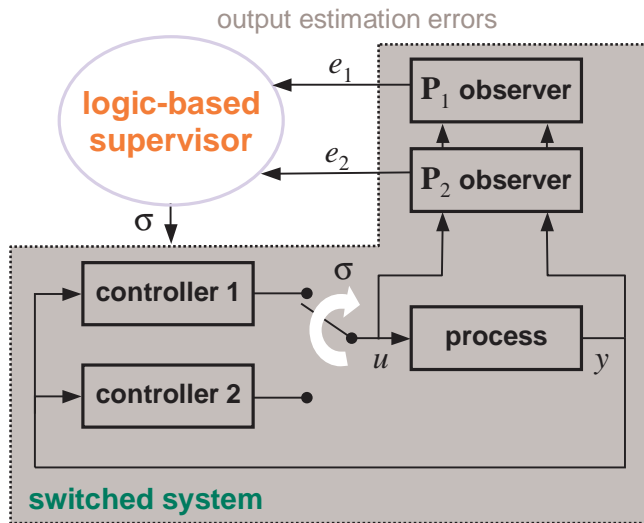 output estimation errors
e1
P1 observer
logic-based
supervisor
e2
P2 observer
σ
controller 1
σ
process
u
y
controller 2
switched system